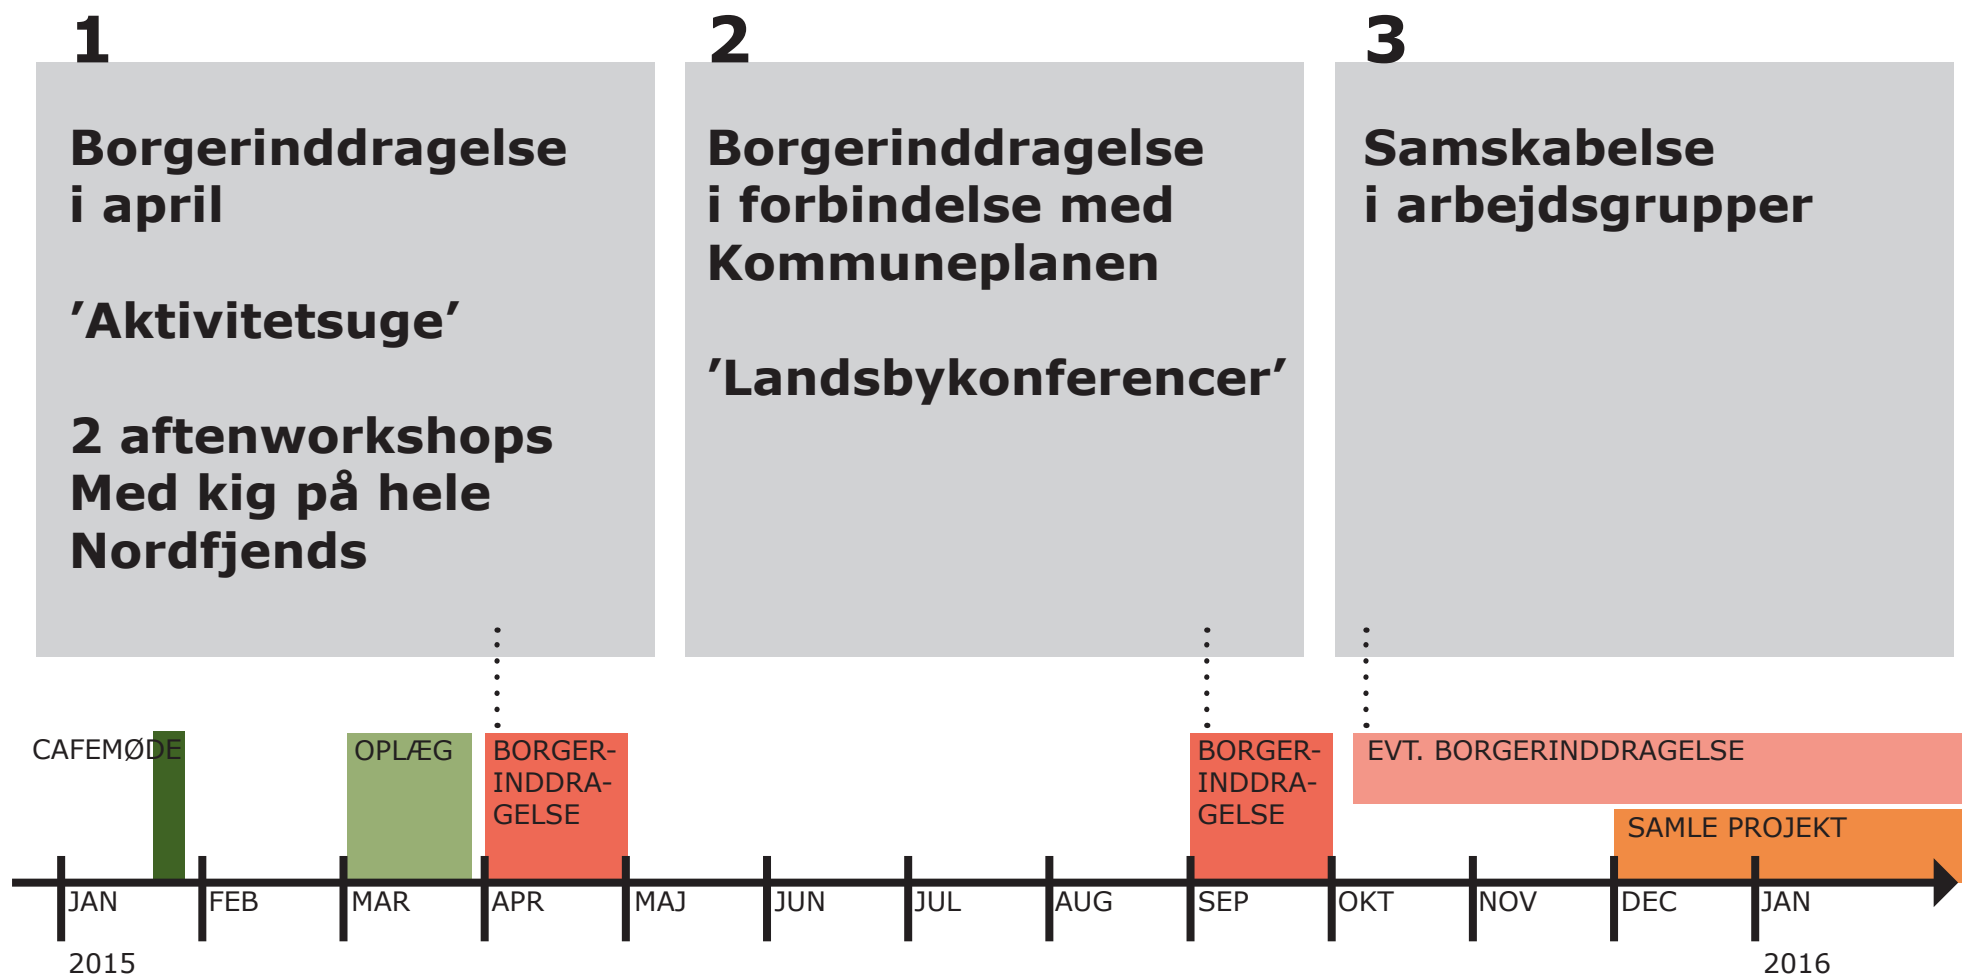 1
Borgerinddragelse
i april
’Aktivitetsuge’
2 aftenworkshops
Med kig på hele
Nordfjends
2
Borgerinddragelse
i forbindelse med
Kommuneplanen
’Landsbykonferencer’
3
Samskabelse
i arbejdsgrupper
CAFEMØDE
OPLÆG
BORGER-
INDDRA-
GELSE
BORGER-
INDDRA-
GELSE
EVT. BORGERINDDRAGELSE
SAMLE PROJEKT
JAN FEB MAR APR MAJ JUN JUL AUG SEP OKT NOV DEC JAN
2015 2016